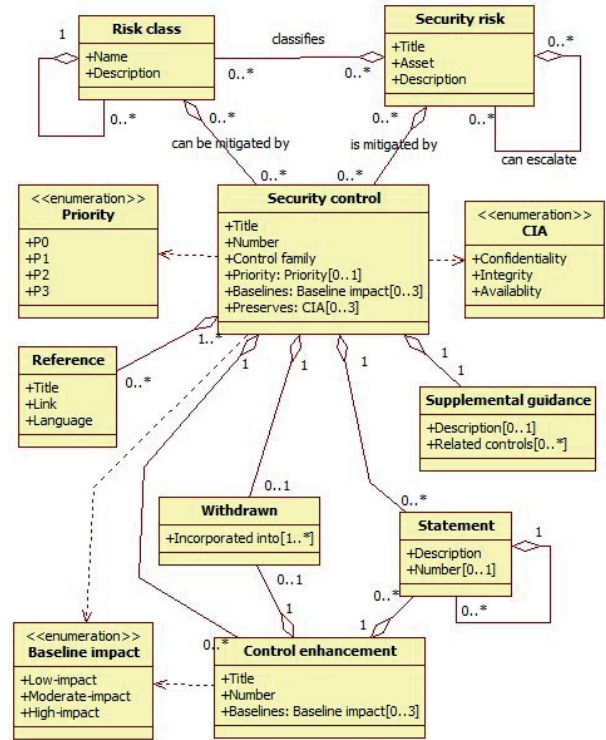 Risk class
+Name
+Description
1
0..*
classifies
0..*
0..*
Security risk
+Title
+Asset
+Description
0..*
0..*
can escalate
0..*
can be mitigated by
0..*
0..*
is mitigated by
0..*
<<enumeration>>
Priority
+P0
+P1
+P2
+P3
Security control
+Title
+Number
+Control family
+Priority: Priority[0..1]
+Baselines: Baseline impact[0..3]
+Preserves: CIA[0..3]
<<enumeration>>
CIA
+Confidentiality
+Integrity
+Availablity
1..*
1
1
1
1
Reference
+Title
+Link
+Language
0..*
1
Supplemental guidance
+Description[0..1]
+Related controls[0..*]
0..1
Withdrawn
+Incorporated into[1..*]
0..1
1
0..*
Statement
+Description
+Number[0..1]
1
0..*
0..*
1
<<enumeration>>
Baseline impact
+Low-impact
+Moderate-impact
+High-impact
0..*
Control enhancement
+Title
+Number
+Baselines: Baseline impact[0..3]